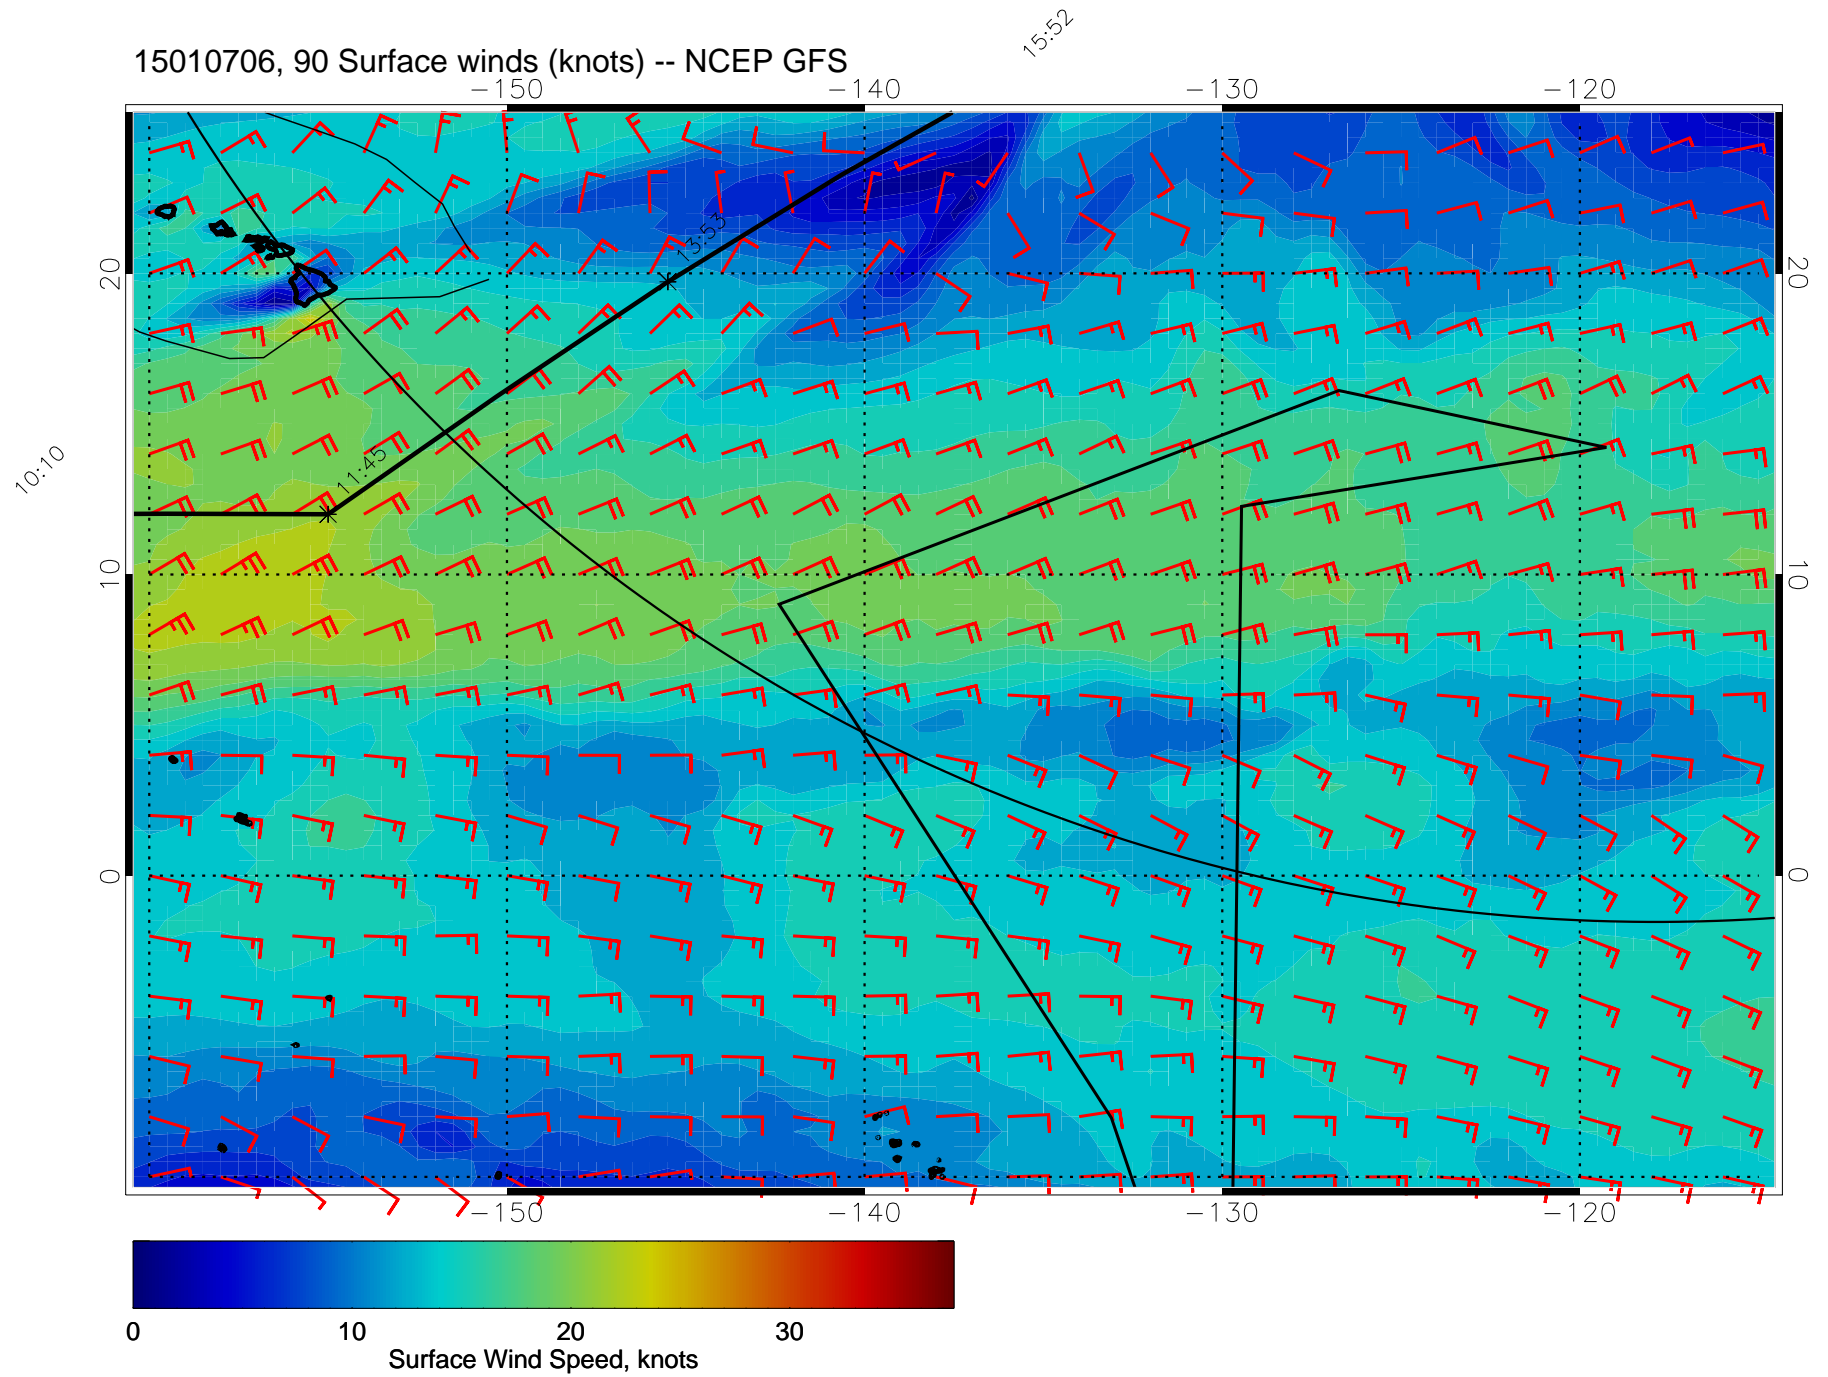 15:52
15010706, 90 Surface winds (knots) -- NCEP GFS
-150 -140 -130 -120
13:53
20 20
11:45
10:10
10 10
0 0
-150 -140 -130 -120
0 10 20 30
Surface Wind Speed, knots